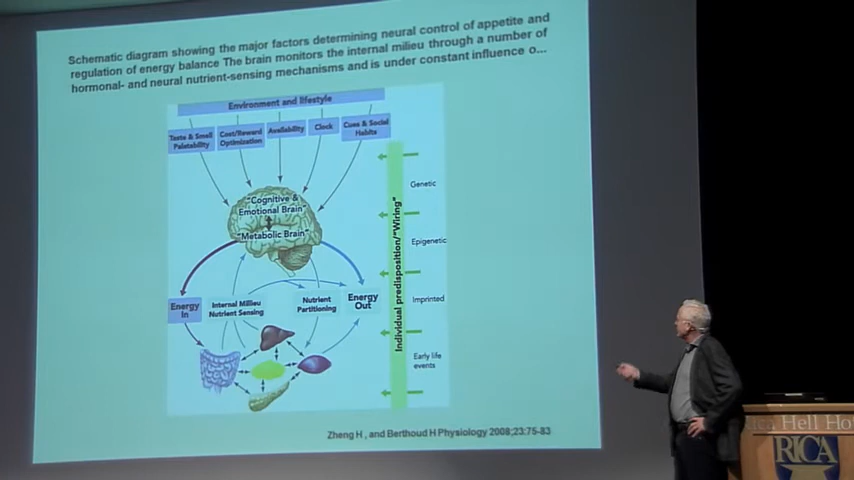 Schematic diagram showing the major factors determining neural control of appetite and
regulation of energy balance The brain monitors the internal milieu through a number of
hormonal- and neural nutrient-sensing mechanisms and is under constant influence o...
Environment and lifestyle
Taste & Smell
Palatability
Cost/Reward
Optimization
Availability
Clock
Cues & Social
Habits
"Cognitive &
Emotional Brain"
"Metabolic Brain"
Energy
In
Internal Milieu
Nutrient Sensing
Nutrient
Partitioning
Energy
Out
Individual predisposition/"Wiring"
Genetic
Epigenetic
Imprinted
Early life
events
Zheng H , and Berthoud H Physiology 2008;23:75-83
Hell Ho
RICA